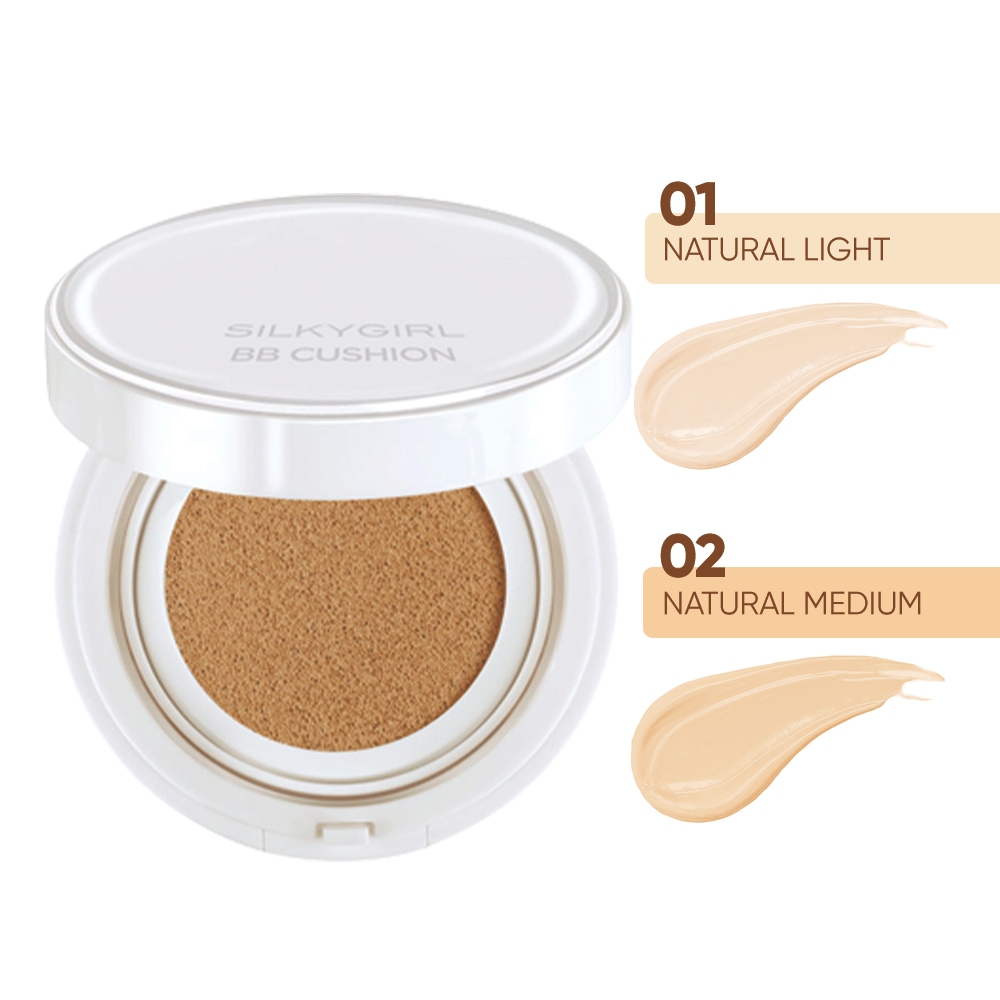 SILKYGIRL
BB CUSHION
01
NATURAL LIGHT
02
NATURAL MEDIUM